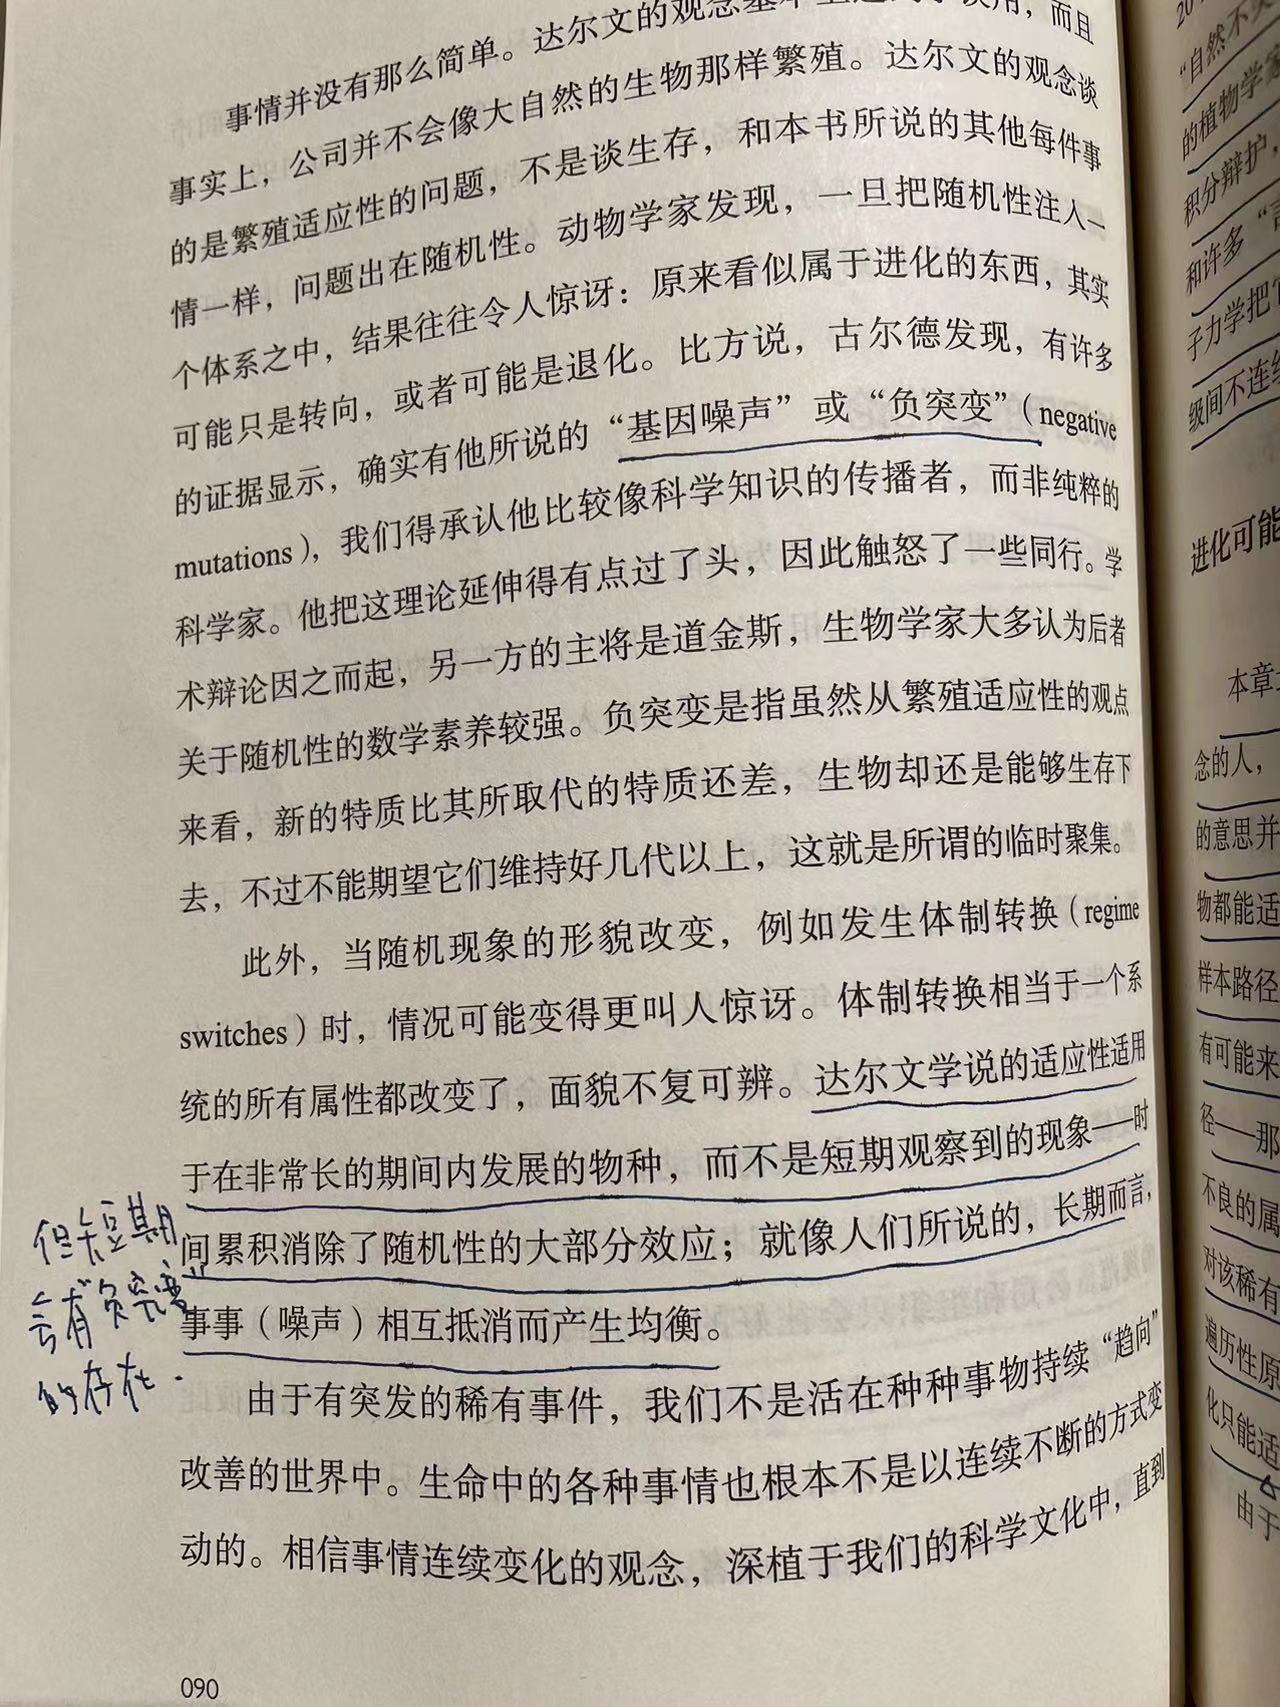 事情并没有那么简单。达尔文的观念基本上遭到了误用，而且
事实上，公司并不会像大自然的生物那样繁殖。达尔文的观念谈
的是繁殖适应性的问题，不是谈生存，和本书所说的其他每件事
情一样，问题出在随机性。动物学家发现，一旦把随机性注入一
个体系之中，结果往往令人惊讶：原来看似属于进化的东西，其实
可能只是转向，或者可能是退化。比方说，古尔德发现，有许多
的证据显示，确实有他所说的“基因噪声”或“负突变”（negative
mutations），我们得承认他比较像科学知识的传播者，而非纯粹的
科学家。他把这理论延伸得有点过了头，因此触怒了一些同行。学
术辩论因之而起，另一方的主将是道金斯，生物学家大多认为后者
关于随机性的数学素养较强。负突变是指虽然从繁殖适应性的观点
来看，新的特质比其所取代的特质还差，生物却还是能够生存下
去，不过不能期望它们维持好几代以上，这就是所谓的临时聚集。
此外，当随机现象的形貌改变，例如发生体制转换（regime
switches）时，情况可能变得更叫人惊讶。体制转换相当于一个系
统的所有属性都改变了，面貌不复可辨。达尔文学说的适应性适用
于在非常长的期间内发展的物种，而不是短期观察到的现象——时
间累积消除了随机性的大部分效应；就像人们所说的，长期而言，
事事（噪声）相互抵消而产生均衡。
由于有突发的稀有事件，我们不是活在种种事物持续“趋向”
改善的世界中。生命中的各种事情也根本不是以连续不断的方式变
动的。相信事情连续变化的观念，深植于我们的科学文化中，直到
090
但短期
会有“负突变”
的存在.
20
“自然不
的植物学家
积分辩护，
和许多“
子力学把
级间不连续
进化可能
本章
念的人，
的意思并
物都能适
样本路径
有可能来
径——那
不良的属
对该稀有
遍历性原
化只能适
由于